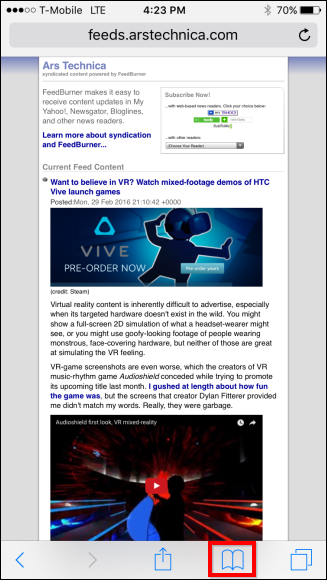 T-Mobile LTE 4:23 PM 70%
feeds.arstechnica.com
Ars Technica
syndicated content powered by FeedBurner
FeedBurner makes it easy to
receive content updates in My
Yahoo!, Newsgator, Bloglines,
and other news readers.
Learn more about syndication
and FeedBurner...
Subscribe Now!
...with web-based news readers. Click your choice below:
MY YAHOO!
feedly
...with other readers:
(Choose Your Reader)
Current Feed Content
Want to believe in VR? Watch mixed-footage demos of HTC
Vive launch games
Posted:Mon, 29 Feb 2016 21:10:42 +0000
VIVE
PRE-ORDER NOW
Pre-order yours
(credit: Steam)
Virtual reality content is inherently difficult to advertise, especially
when its targeted hardware doesn't exist in the wild. You might
show a full-screen 2D simulation of what a headset-wearer might
see, or you might use goofy-looking footage of people wearing
monstrous, face-covering hardware, but neither of those are great
at simulating the VR feeling.
VR-game screenshots are even worse, which the creators of VR
music-rhythm game Audioshield conceded while trying to promote
its upcoming title last month. I gushed at length about how fun
the game was, but the screens that creator Dylan Fitterer provided
me didn't match my words. Really, they were garbage.
Audioshield first look, VR mixed-reality